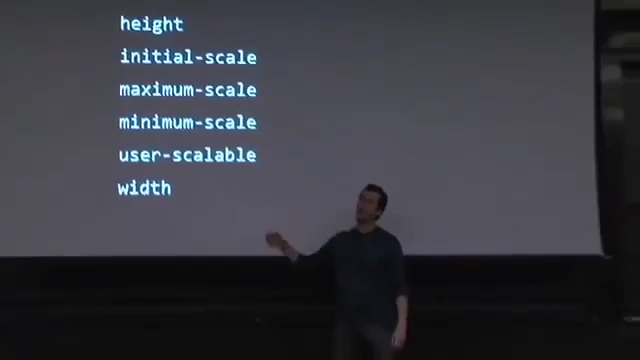 height
initial-scale
maximum-scale
minimum-scale
user-scalable
width